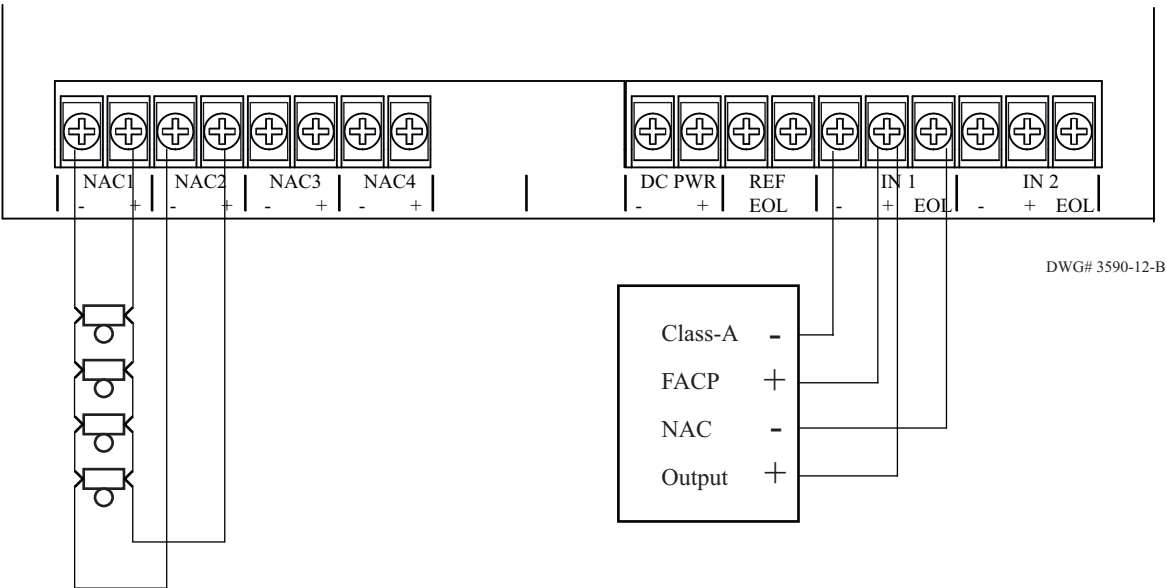 NAC1 NAC2 NAC3 NAC4 DC PWR REF IN 1 IN 2
- + - + - + - + - + EOL - + EOL - + EOL
DWG# 3590-12-B
Class-A -
FACP +
NAC -
Output +